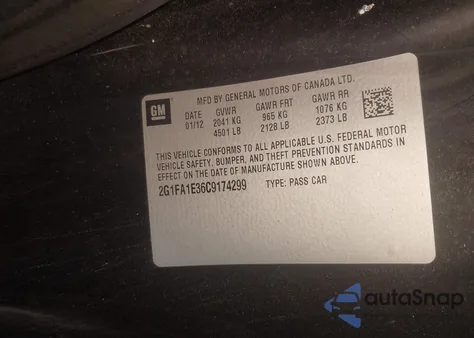 MFD BY GENERAL MOTORS OF CANADA LTD.
GM DATE GVWR GAWR FRT GAWR RR
01/12 2041 KG 965 KG 1076 KG
4501 LB 2128 LB 2373 LB
THIS VEHICLE CONFORMS TO ALL APPLICABLE U.S. FEDERAL MOTOR
VEHICLE SAFETY, BUMPER, AND THEFT PREVENTION STANDARDS IN
EFFECT ON THE DATE OF MANUFACTURE SHOWN ABOVE.
2G1FA1E36C9174299 TYPE: PASS CAR
autaSnap